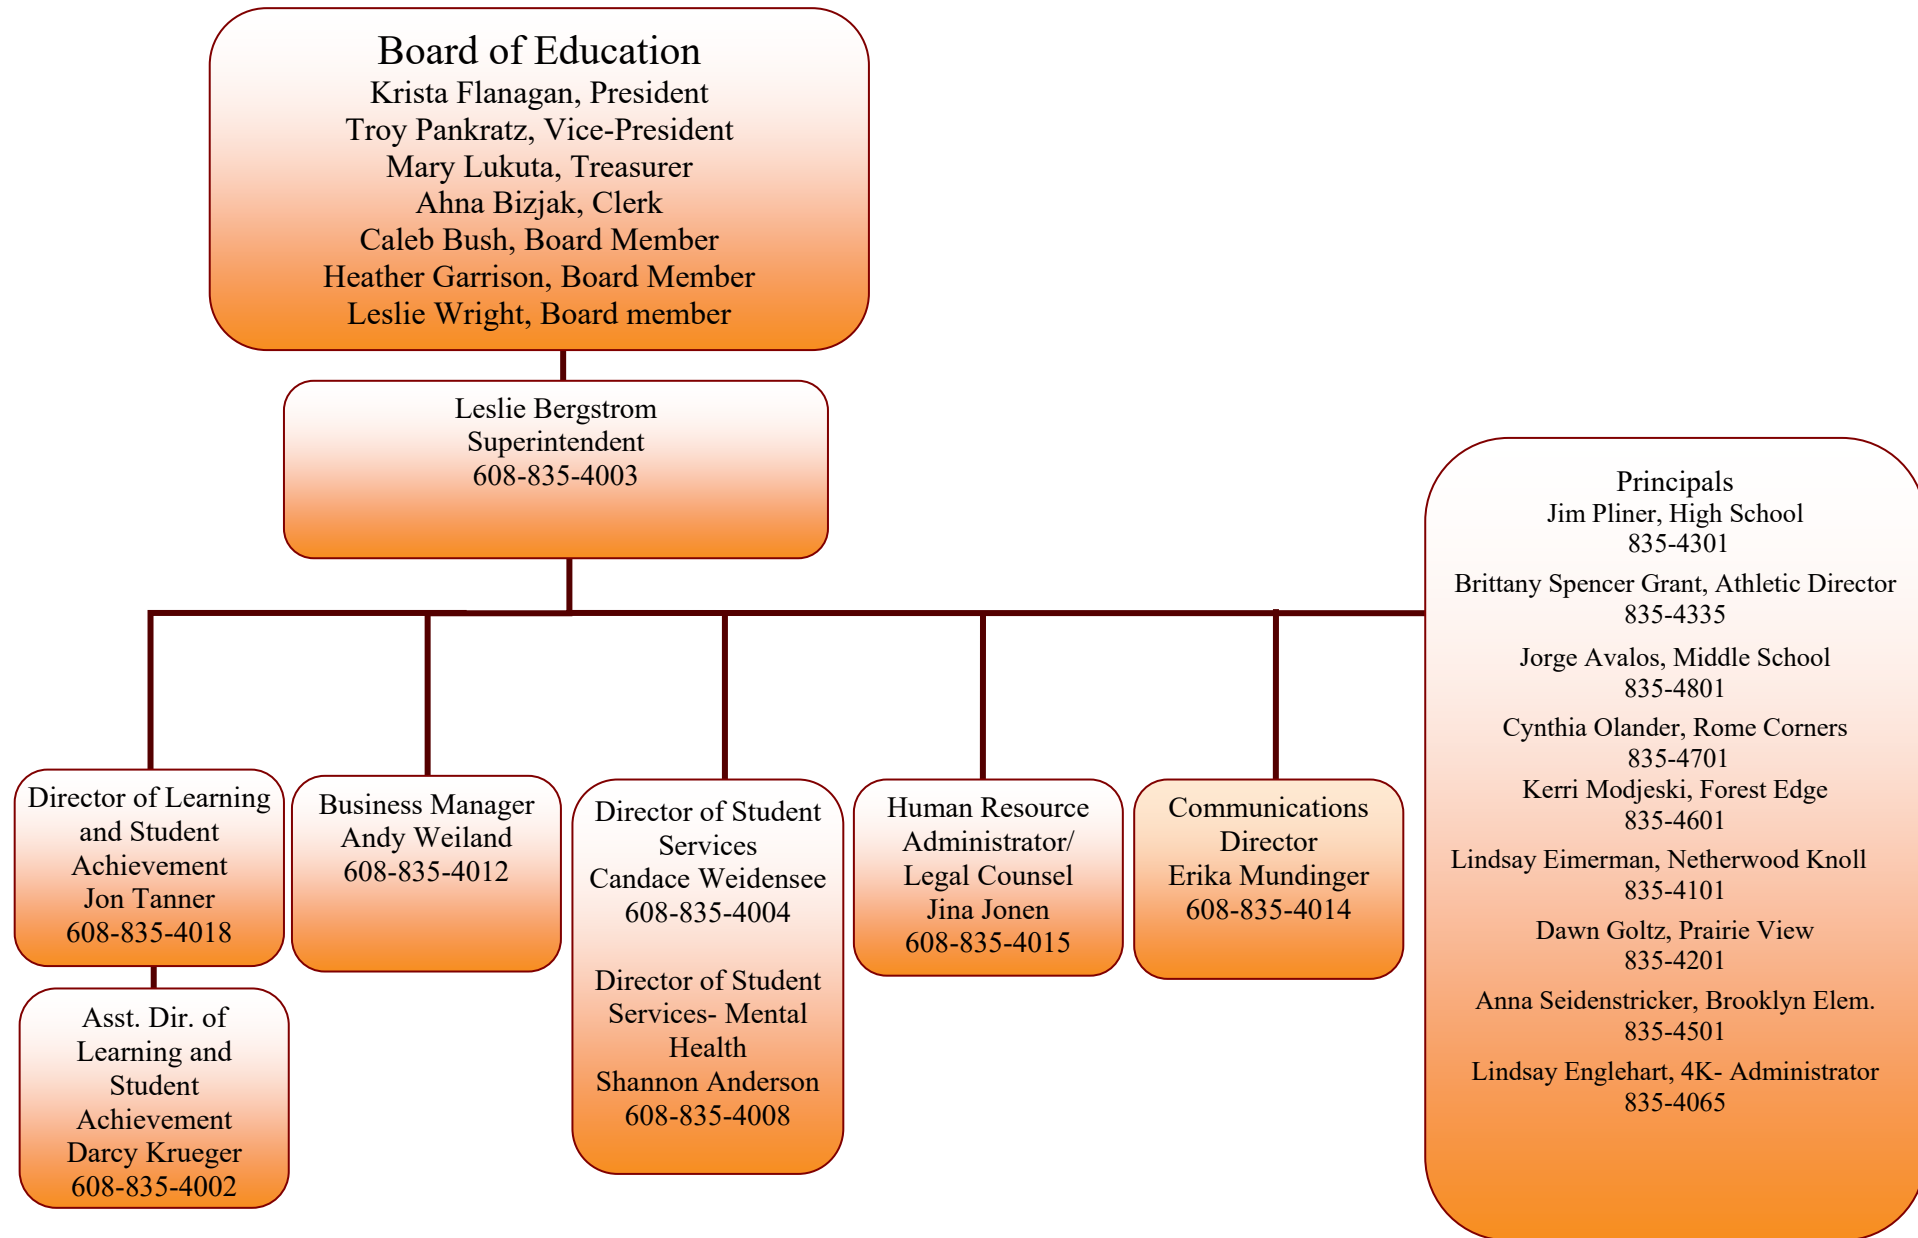 Board of Education
Krista Flanagan, President
Troy Pankratz, Vice-President
Mary Lukuta, Treasurer
Ahna Bizjak, Clerk
Caleb Bush, Board Member
Heather Garrison, Board Member
Leslie Wright, Board member
Leslie Bergstrom
Superintendent
608-835-4003
Director of Learning
and Student
Achievement
Jon Tanner
608-835-4018
Asst. Dir. of
Learning and
Student
Achievement
Darcy Krueger
608-835-4002
Business Manager
Andy Weiland
608-835-4012
Director of Student
Services
Candace Weidensee
608-835-4004
Director of Student
Services- Mental
Health
Shannon Anderson
608-835-4008
Human Resource
Administrator/
Legal Counsel
Jina Jonen
608-835-4015
Communications
Director
Erika Mundinger
608-835-4014
Principals
Jim Pliner, High School
835-4301
Brittany Spencer Grant, Athletic Director
835-4335
Jorge Avalos, Middle School
835-4801
Cynthia Olander, Rome Corners
835-4701
Kerri Modjeski, Forest Edge
835-4601
Lindsay Eimerman, Netherwood Knoll
835-4101
Dawn Goltz, Prairie View
835-4201
Anna Seidenstricker, Brooklyn Elem.
835-4501
Lindsay Englehart, 4K- Administrator
835-4065